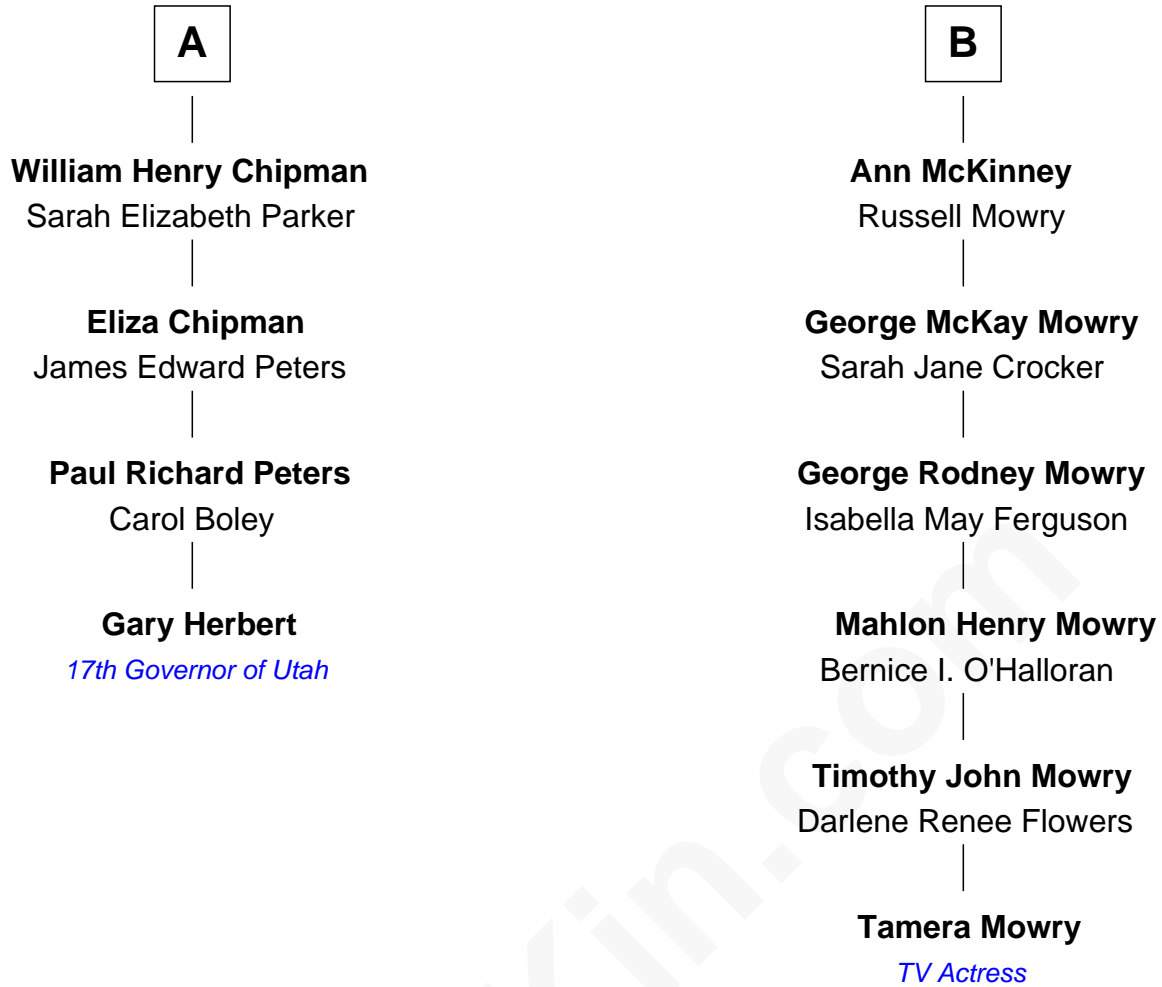 A
William Henry Chipman
Sarah Elizabeth Parker
Eliza Chipman
James Edward Peters
Paul Richard Peters
Carol Boley
Gary Herbert
17th Governor of Utah
B
Ann McKinney
Russell Mowry
George McKay Mowry
Sarah Jane Crocker
George Rodney Mowry
Isabella May Ferguson
Mahlon Henry Mowry
Bernice I. O'Halloran
Timothy John Mowry
Darlene Renee Flowers
Tamera Mowry
TV Actress
Kin.com